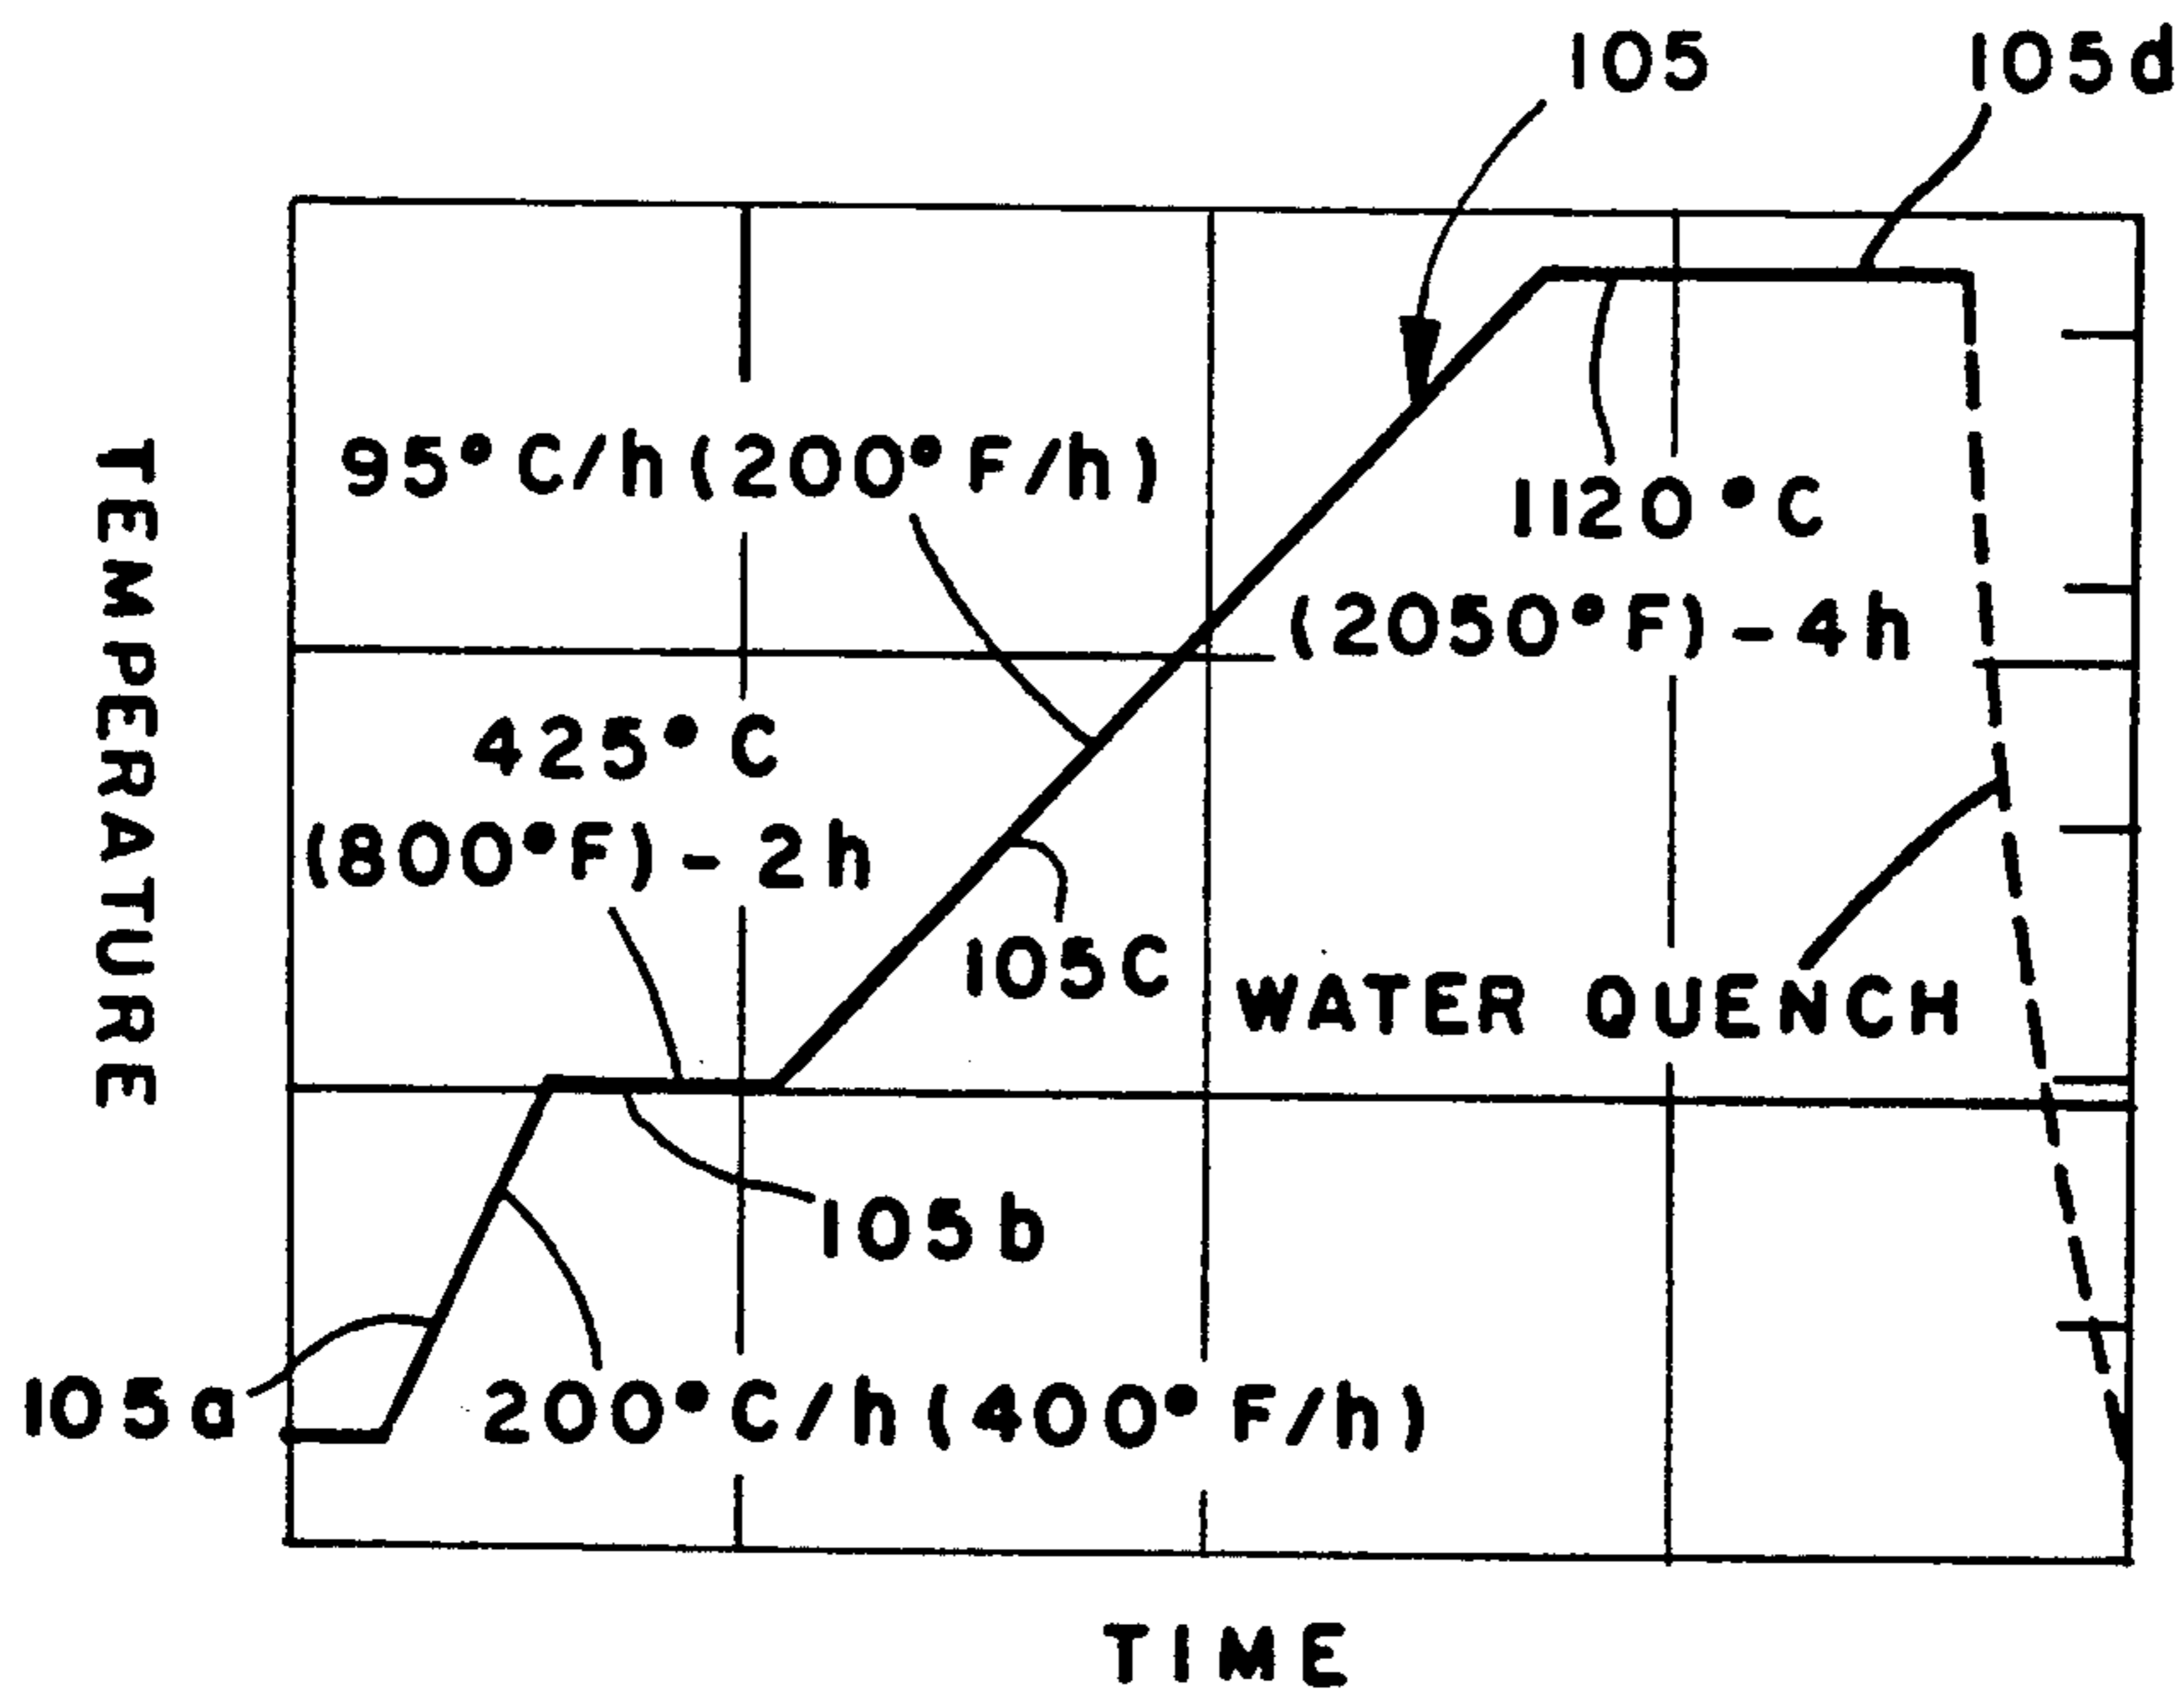 105
105d
95°C/h(200°F/h)
1120°C
(2050°F)-4h
425°C
(800°F)-2h
105C
WATER QUENCH
105b
105a
200°C/h(400°F/h)
TEMPERATURE
TIME